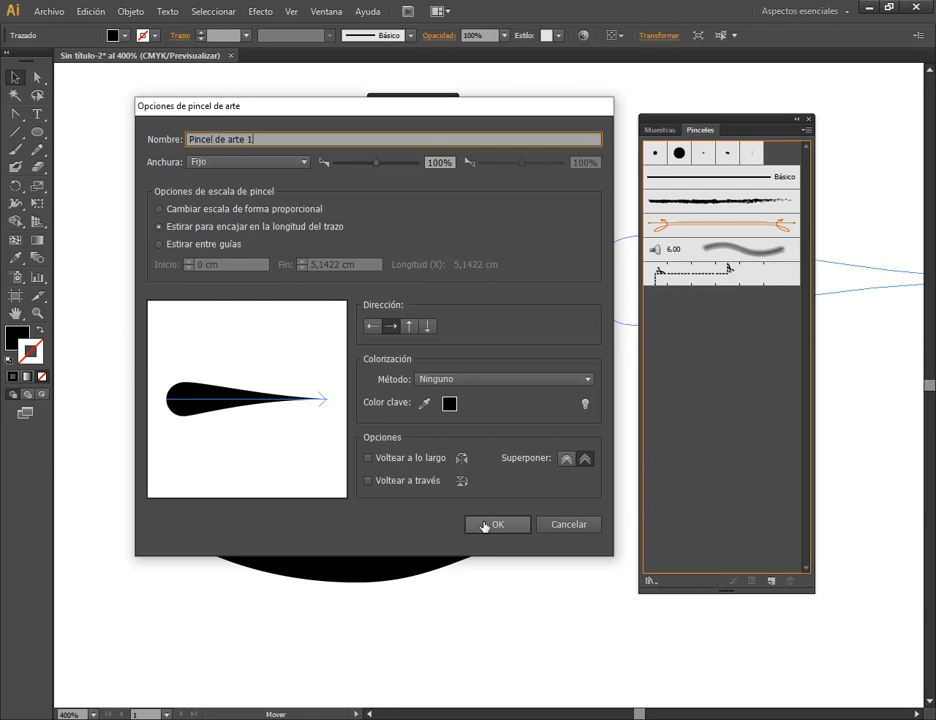 Ai Archivo Edición Objeto Texto Seleccionar Efecto Ver Ventana Ayuda Br Aspectos esenciales
Trazado Trazo: Básico Opacidad: 100% Estilo: Transformar
Sin título-2* al 400% (CMYK/Previsualizar)
Opciones de pincel de arte
Nombre: Pincel de arte 1
Anchura: Fijo 100% 100%
Opciones de escala de pincel
Cambiar escala de forma proporcional
Estirar para encajar en la longitud del trazo
Estirar entre guías
Inicio: 0 cm Fin: 5,1422 cm Longitud (X): 5,1422 cm
Dirección:
Colorización
Método: Ninguno
Color clave:
Opciones
Voltear a lo largo Superponer:
Voltear a través
OK Cancelar
Muestras Pinceles
Básico
6,00
400% 1 Mover